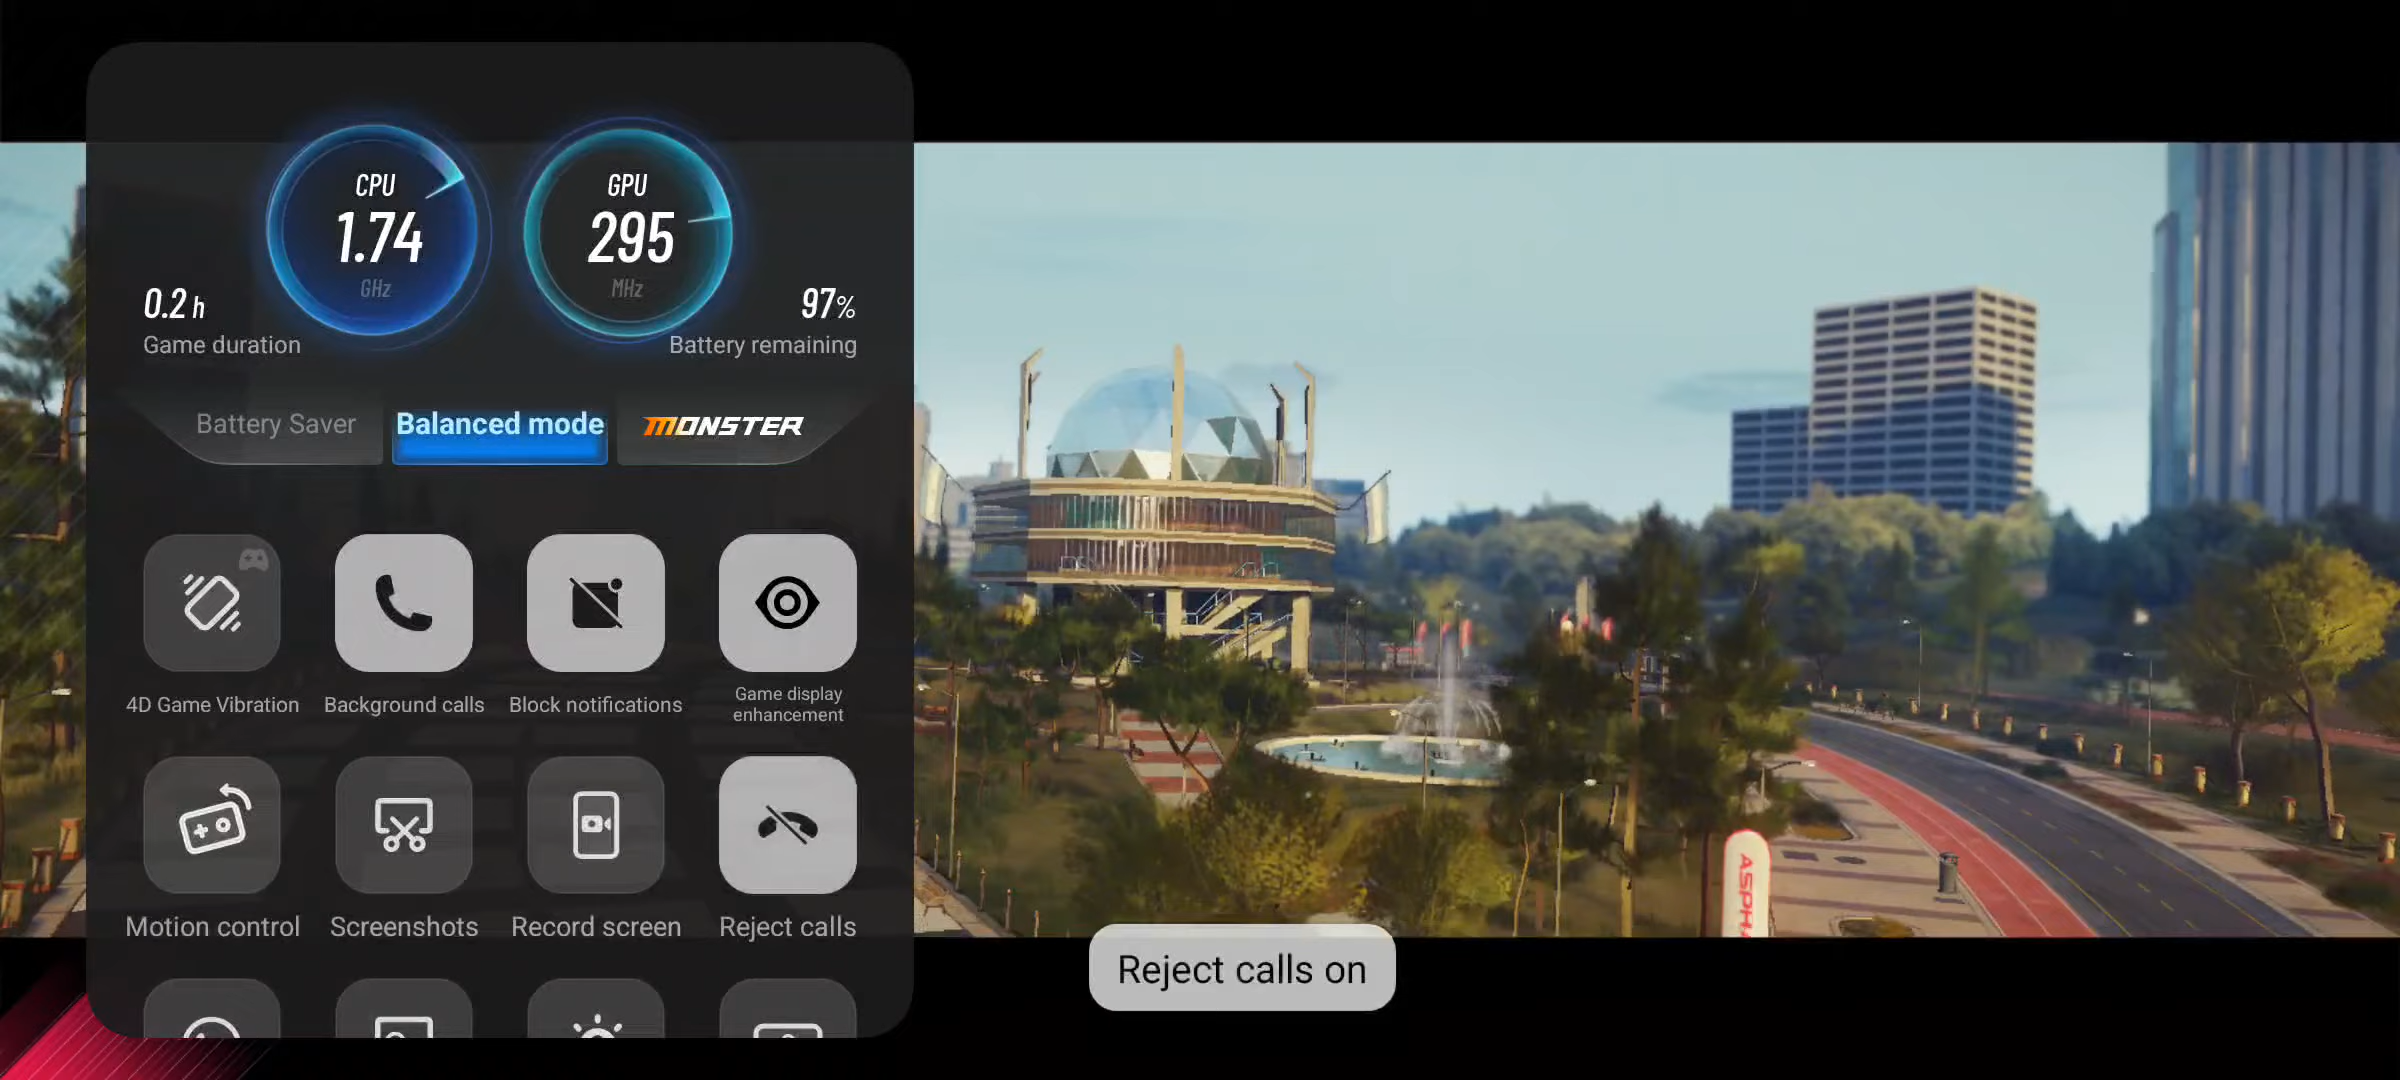 CPU
1.74
GHz
GPU
295
MHz
0.2 h
Game duration
97%
Battery remaining
Battery Saver
Balanced mode
MONSTER
4D Game Vibration
Background calls
Block notifications
Game display
enhancement
Motion control
Screenshots
Record screen
Reject calls
Reject calls on
ASPHA